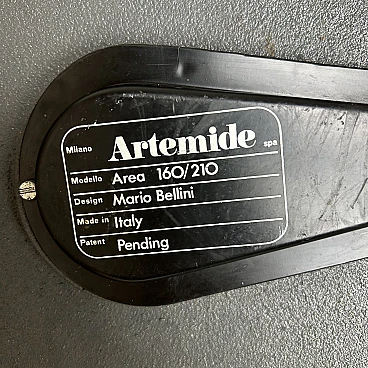 Milano Artemide spa
Modello Area 160/210
Design Mario Bellini
Made in Italy
Patent Pending